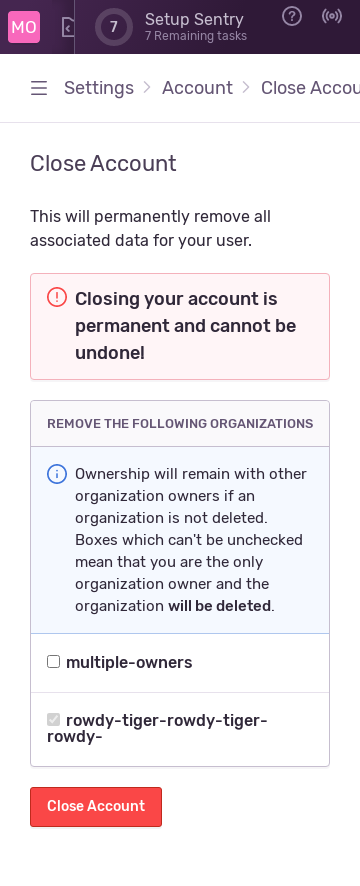 MO
7
Setup Sentry
7 Remaining tasks
Settings
Account
Close Accou
Close Account
This will permanently remove all
associated data for your user.
Closing your account is
permanent and cannot be
undonel
REMOVE THE FOLLOWING ORGANIZATIONS
Ownership will remain with other
organization owners if an
organization is not deleted.
Boxes which can't be unchecked
mean that you are the only
organization owner and the
organization will be deleted.
multiple-owners
rowdy-tiger-rowdy-tiger-
rowdy-
Close Account